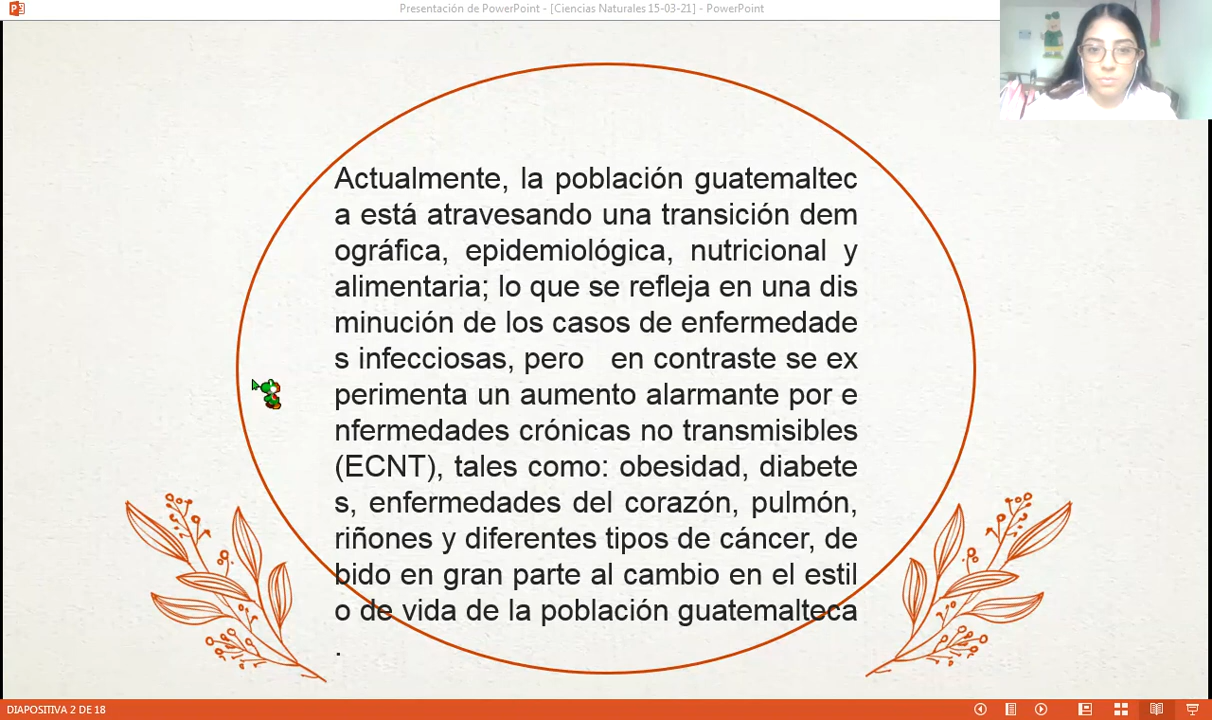 Presentación de PowerPoint - [Ciencias Naturales 15-03-21] - PowerPoint
Actualmente, la población guatemaltec
a está atravesando una transición dem
ográfica, epidemiológica, nutricional y
alimentaria; lo que se refleja en una dis
minución de los casos de enfermedade
s infecciosas, pero en contraste se ex
perimenta un aumento alarmante por e
nfermedades crónicas no transmisibles
(ECNT), tales como: obesidad, diabete
s, enfermedades del corazón, pulmón,
riñones y diferentes tipos de cáncer, de
bido en gran parte al cambio en el estil
o de vida de la población guatemalteca
.
DIAPOSITIVA 2 DE 18